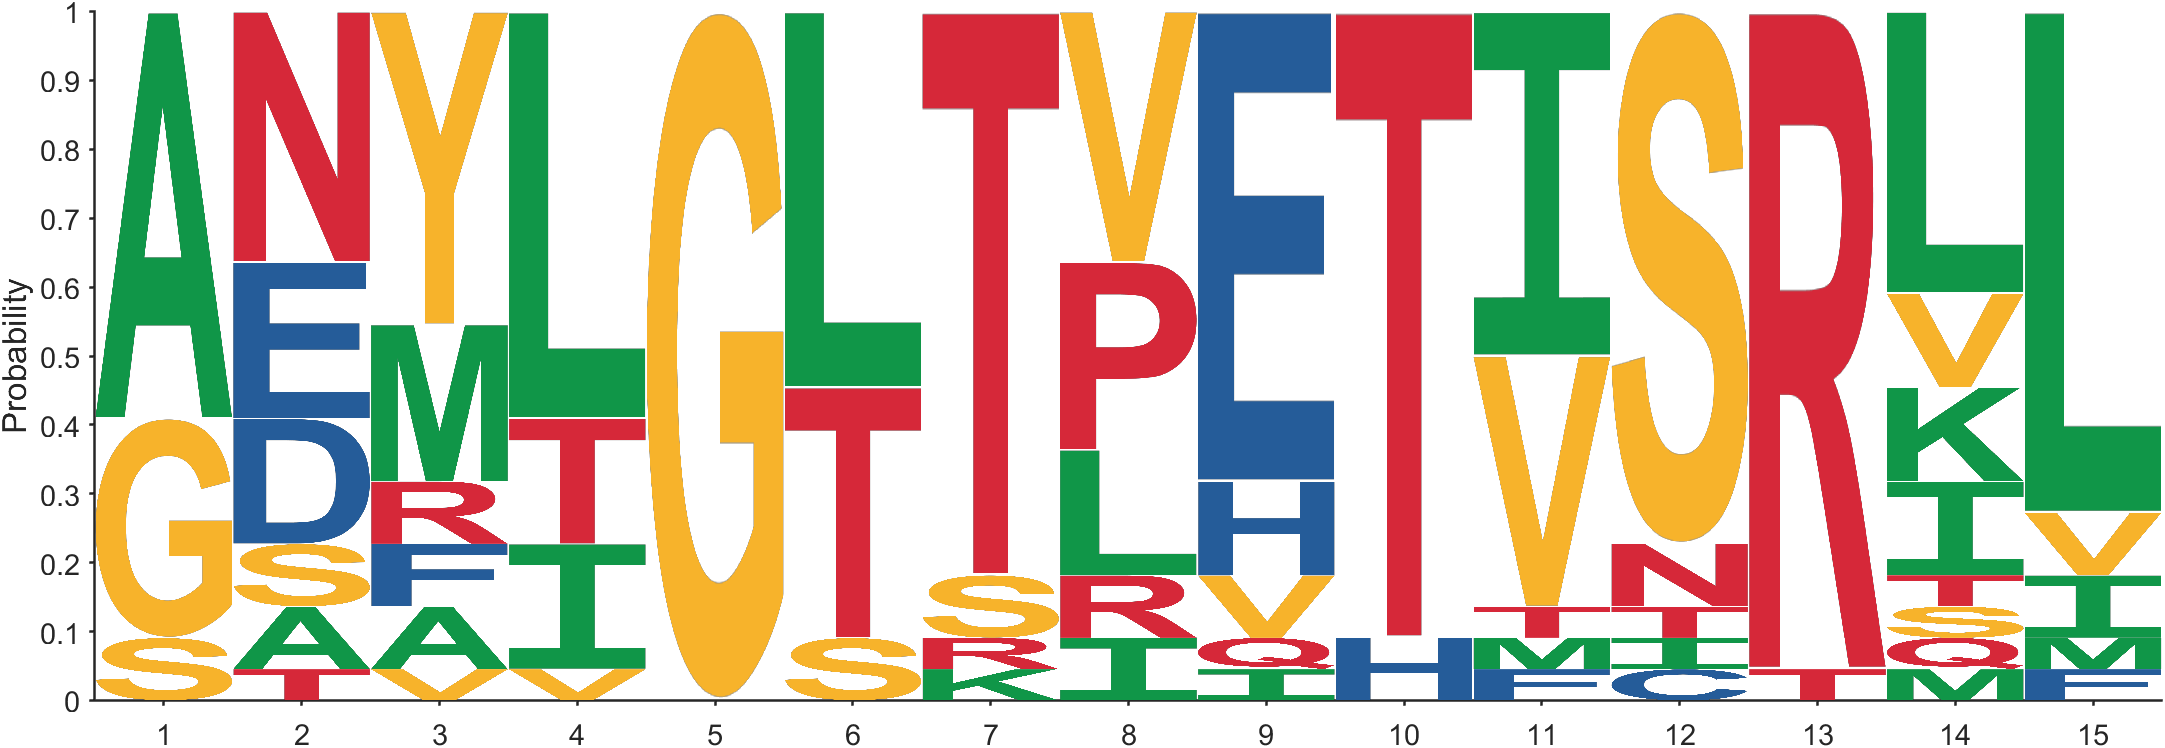 Probability
1
0.9
0.8
0.7
0.6
0.5
0.4
0.3
0.2
0.1
0
A G S
N E D S A T
Y M R F A V
L T I V
G
L T S
T S R K
V P L R I
E H V Q I
T H
I V T M F
S N T I C
R T
L V K I T S Q M
L V I M F
1 2 3 4 5 6 7 8 9 10 11 12 13 14 15